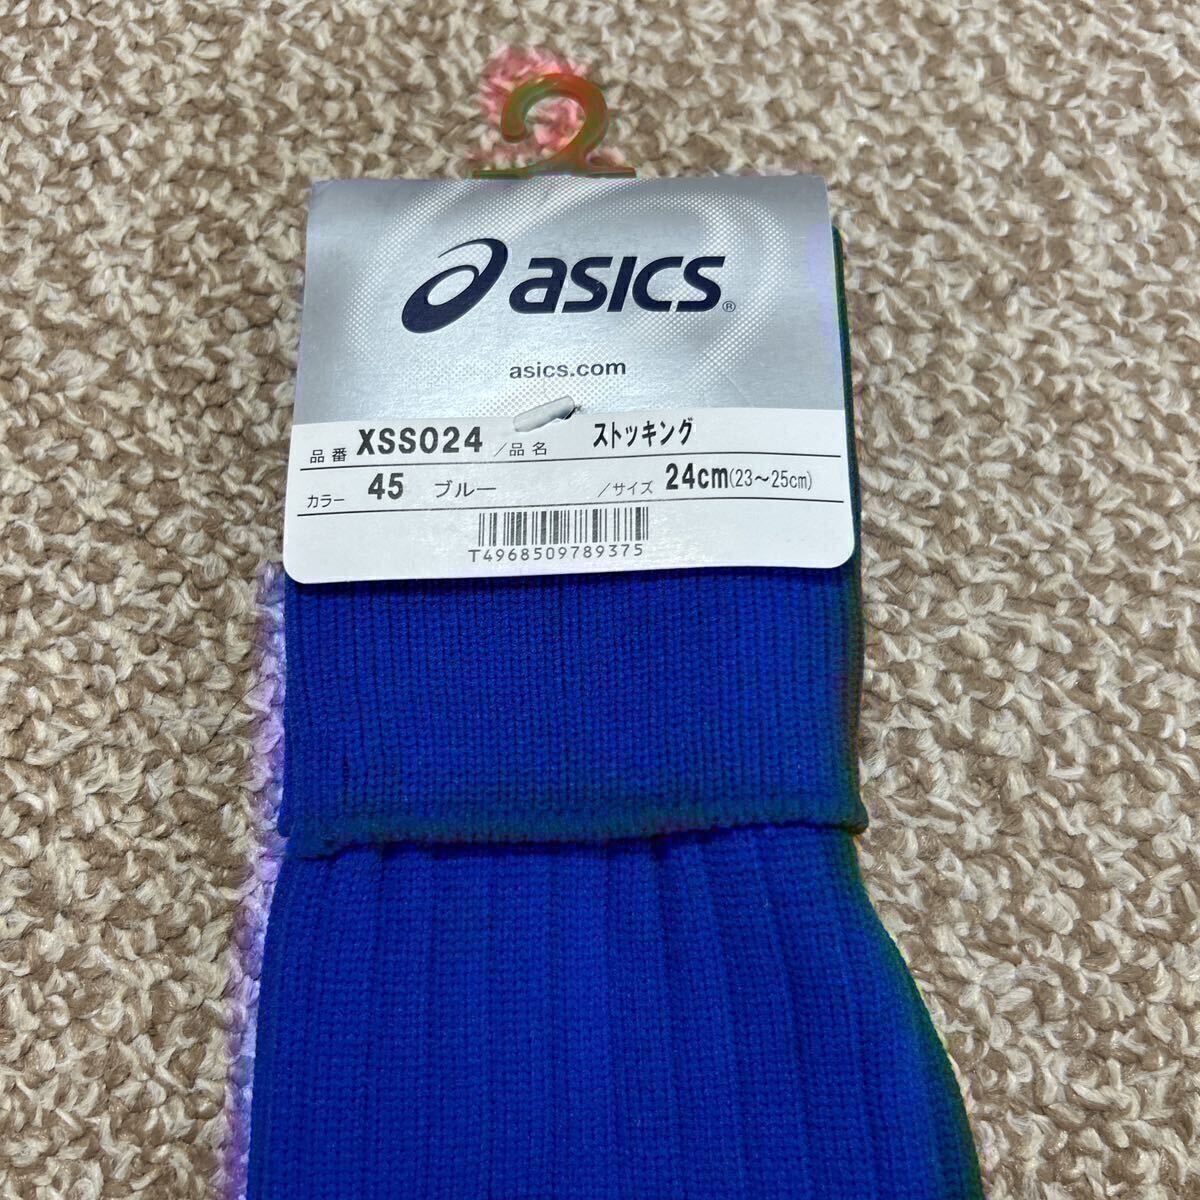 asics®
asics.com
品番 XSS024 /品名 ストッキング
カラー 45 ブルー /サイズ 24cm(23～25cm)
T4968509789375